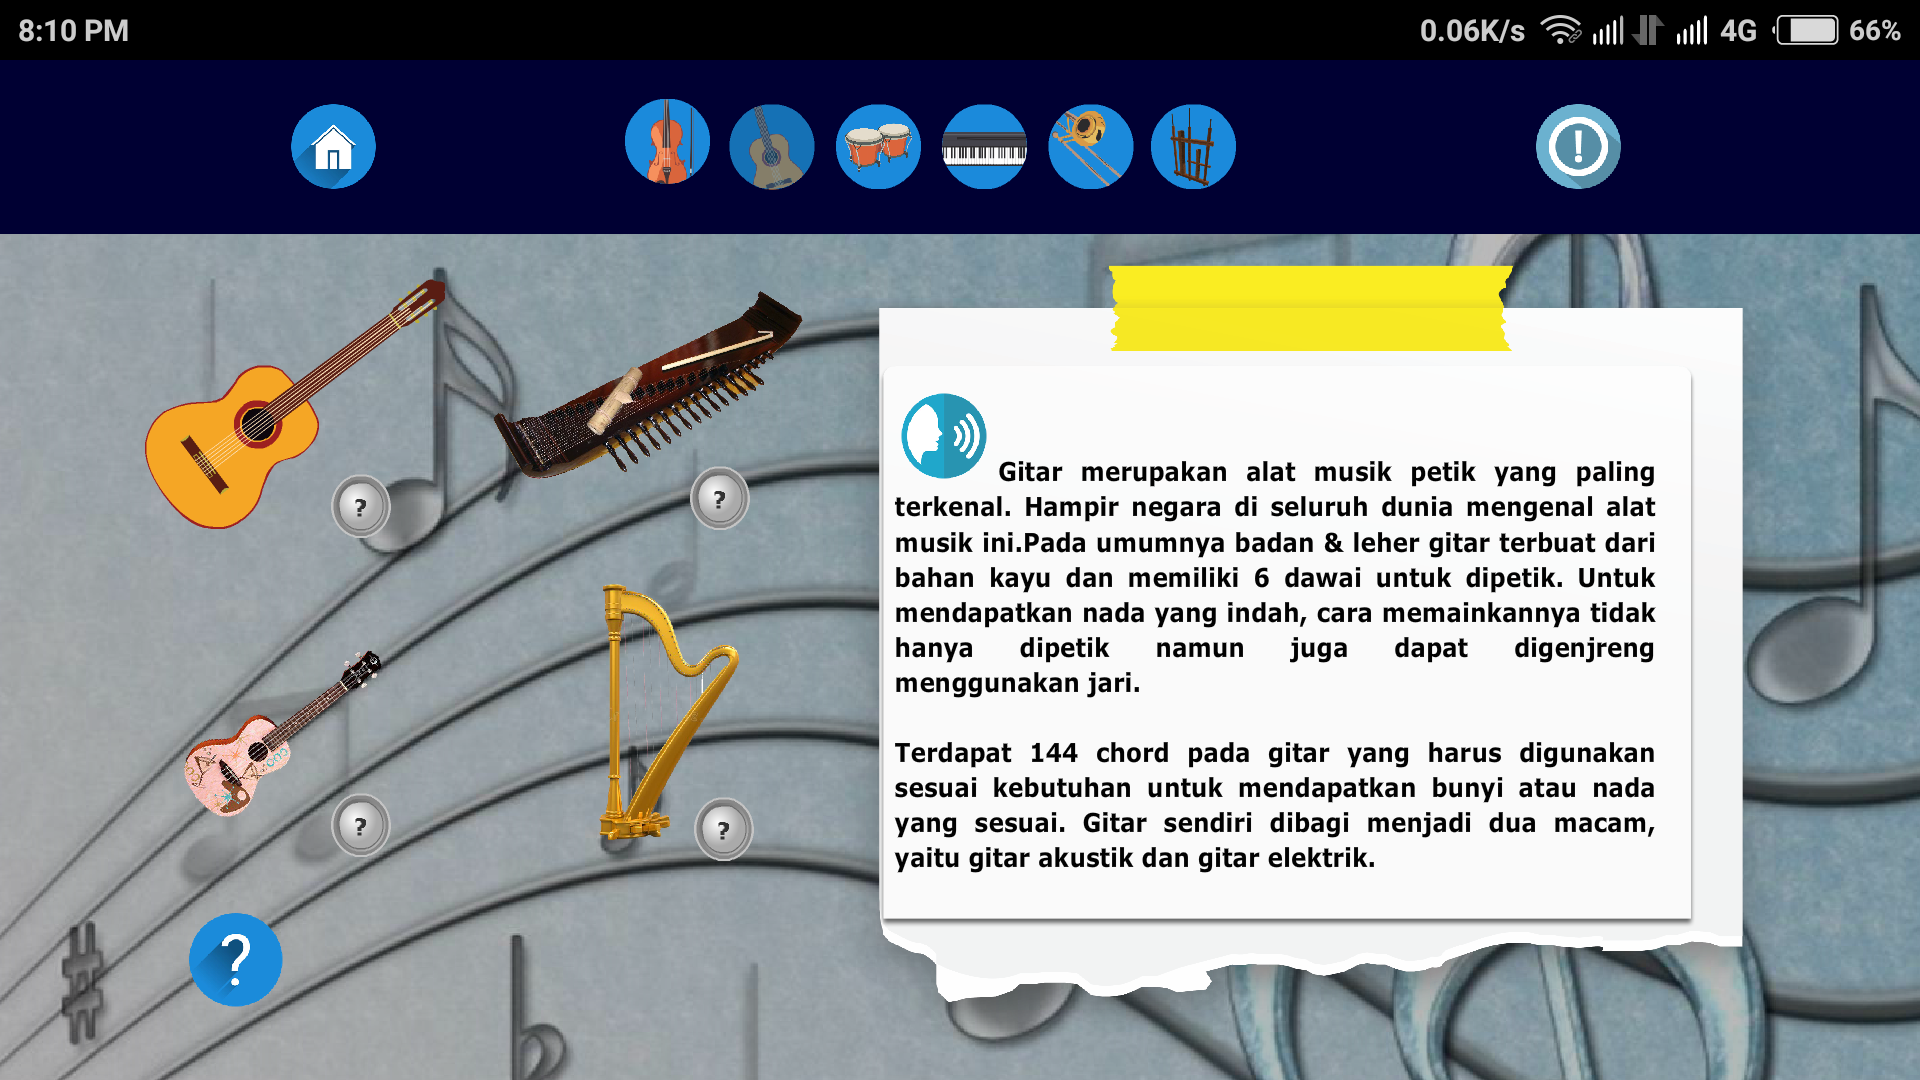 8:10 PM
0.06K/s 4G 66%
!
? ?
Gitar merupakan alat musik petik yang paling
terkenal. Hampir negara di seluruh dunia mengenal alat
musik ini.Pada umumnya badan & leher gitar terbuat dari
bahan kayu dan memiliki 6 dawai untuk dipetik. Untuk
mendapatkan nada yang indah, cara memainkannya tidak
hanya dipetik namun juga dapat digenjreng
menggunakan jari.
Terdapat 144 chord pada gitar yang harus digunakan
sesuai kebutuhan untuk mendapatkan bunyi atau nada
yang sesuai. Gitar sendiri dibagi menjadi dua macam,
yaitu gitar akustik dan gitar elektrik.
? ?
?